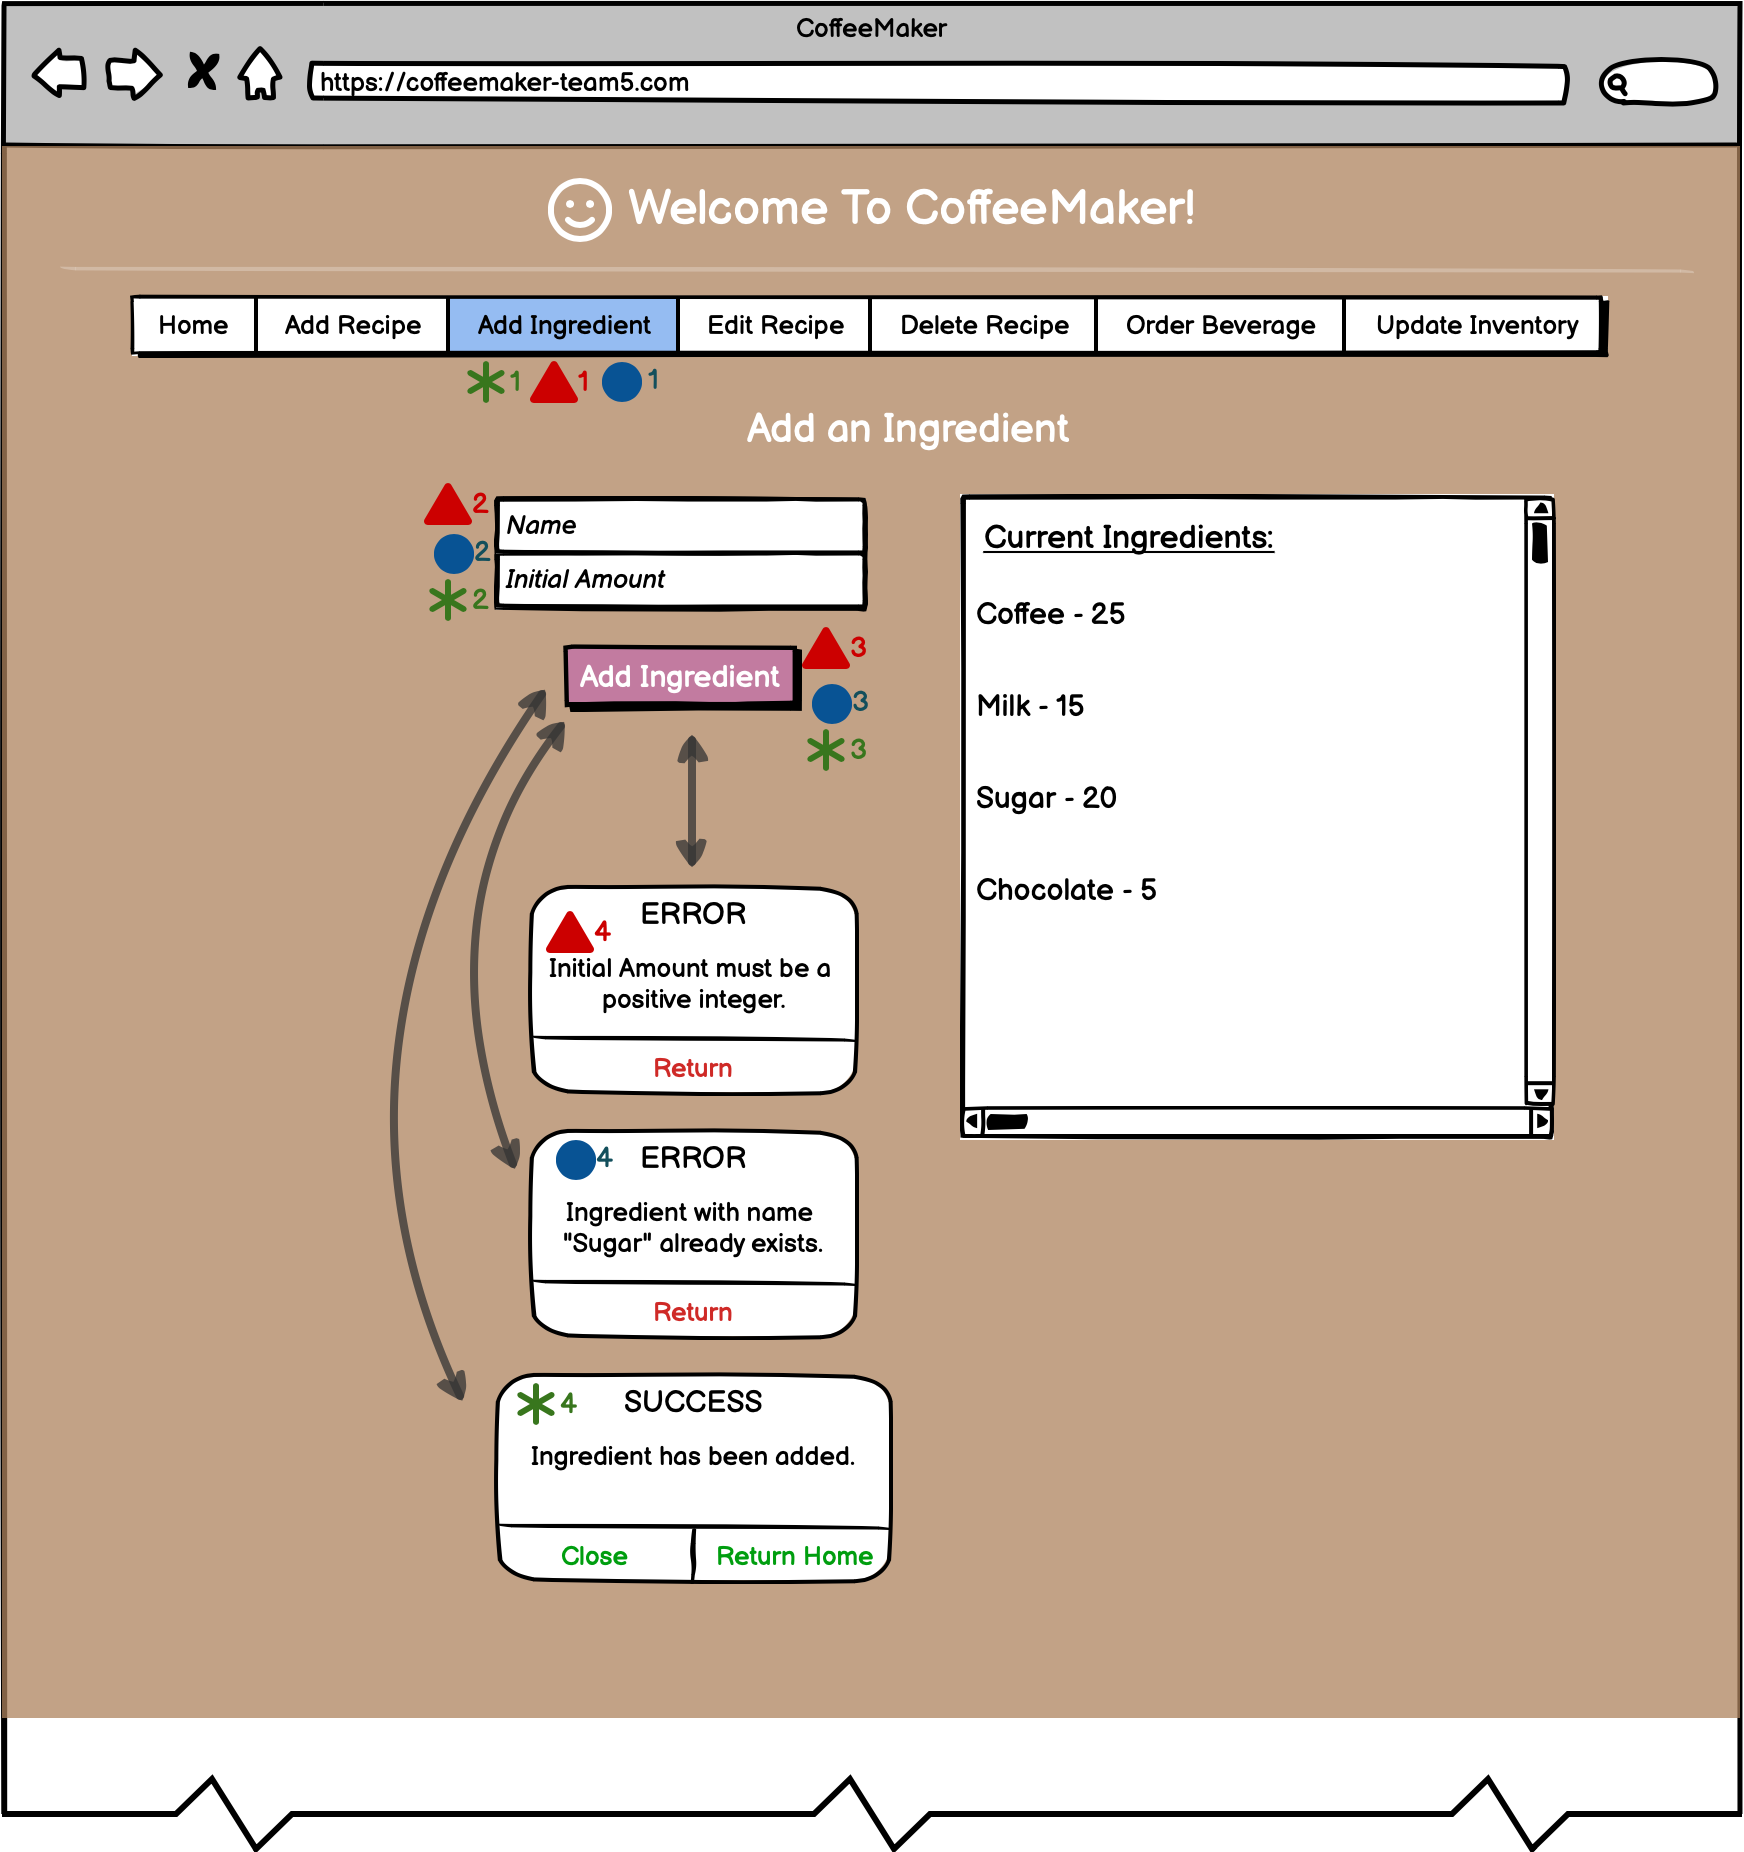 CoffeeMaker
https://coffeemaker-team5.com
Welcome To CoffeeMaker!
Home Add Recipe Add Ingredient Edit Recipe Delete Recipe Order Beverage Update Inventory
1 1 1
Add an Ingredient
2
Name
2
Initial Amount
2
Add Ingredient
3
3
3
Current Ingredients:
Coffee - 25
Milk - 15
Sugar - 20
Chocolate - 5
ERROR
4
Initial Amount must be a
positive integer.
Return
4 ERROR
Ingredient with name
"Sugar" already exists.
Return
4 SUCCESS
Ingredient has been added.
Close Return Home